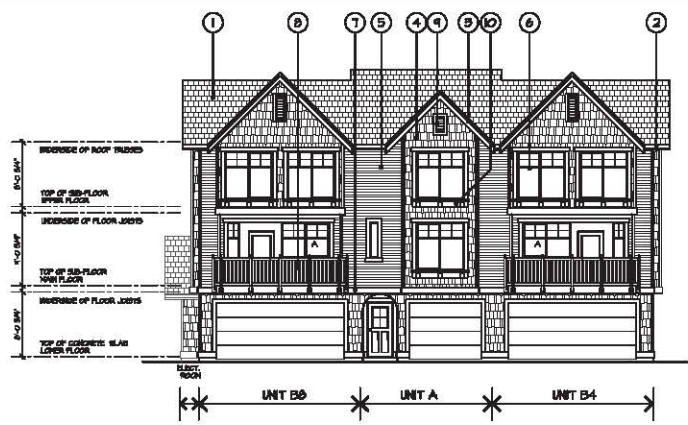 1 8 7 5 4 9 3 10 6 2
UNDERSIDE OF ROOF TRUSSES
8'-0 3/4"
TOP OF SUB-FLOOR
UPPER FLOOR
UNDERSIDE OF FLOOR JOISTS
9'-0 3/4"
A
A
TOP OF SUB-FLOOR
MAIN FLOOR
UNDERSIDE OF FLOOR JOISTS
8'-0 3/4"
TOP OF CONCRETE SLAB
LOWER FLOOR
ELECT.
ROOM
UNIT B8 UNIT A UNIT B4